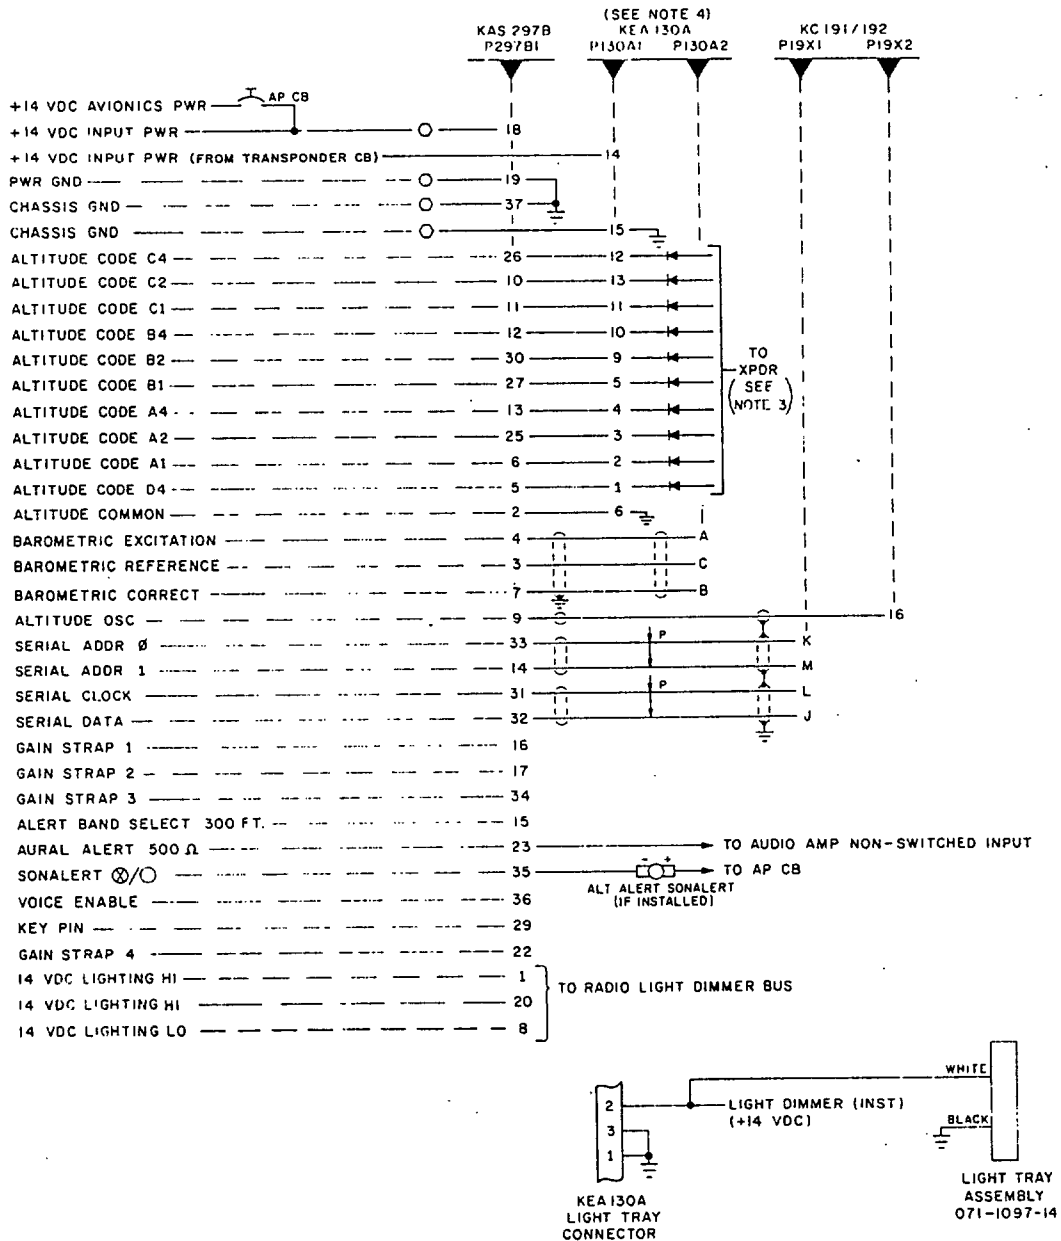 (SEE NOTE 4)
KAS 297B KEA 130A KC 191/192
P297B1 P130A1 P130A2 P19X1 P19X2
+14 VDC AVIONICS PWR AP CB
+14 VDC INPUT PWR 18
+14 VDC INPUT PWR (FROM TRANSPONDER CB) 14
PWR GND 19
CHASSIS GND 37
CHASSIS GND 15
ALTITUDE CODE C4 26 12
ALTITUDE CODE C2 10 13
ALTITUDE CODE C1 11 11
ALTITUDE CODE B4 12 10
ALTITUDE CODE B2 30 9
TO
XPDR
(SEE
NOTE 3)
ALTITUDE CODE B1 27 5
ALTITUDE CODE A4 13 4
ALTITUDE CODE A2 25 3
ALTITUDE CODE A1 6 2
ALTITUDE CODE D4 5 1
ALTITUDE COMMON 2 6
BAROMETRIC EXCITATION 4 A
BAROMETRIC REFERENCE 3 C
BAROMETRIC CORRECT 7 B
ALTITUDE OSC 9 16
SERIAL ADDR Ø 33 P K
SERIAL ADDR 1 14 M
SERIAL CLOCK 31 P L
SERIAL DATA 32 J
GAIN STRAP 1 16
GAIN STRAP 2 17
GAIN STRAP 3 34
ALERT BAND SELECT 300 FT. 15
AURAL ALERT 500 Ω 23 TO AUDIO AMP NON-SWITCHED INPUT
SONALERT ⊗/○ 35 - + TO AP CB
ALT ALERT SONALERT
(IF INSTALLED)
VOICE ENABLE 36
KEY PIN 29
GAIN STRAP 4 22
14 VDC LIGHTING HI 1
TO RADIO LIGHT DIMMER BUS
14 VDC LIGHTING HI 20
14 VDC LIGHTING LO 8
WHITE
2 LIGHT DIMMER (INST)
(+14 VDC)
BLACK
3
1
KEA 130A
LIGHT TRAY
CONNECTOR
LIGHT TRAY
ASSEMBLY
071-1097-14